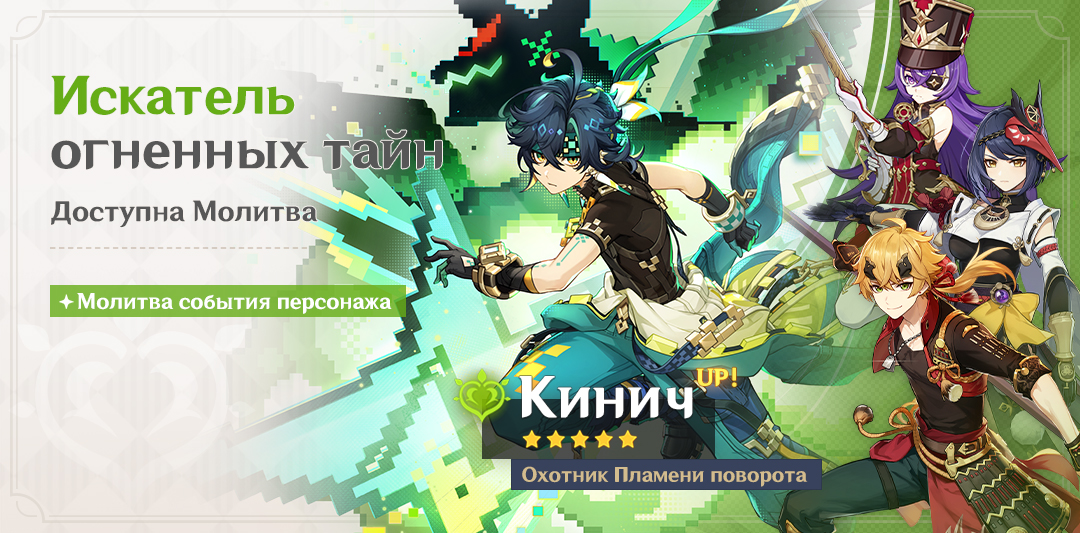 Искатель
огненных тайн
Доступна Молитва
Молитва события персонажа
Кинич UP!
Охотник Пламени поворота